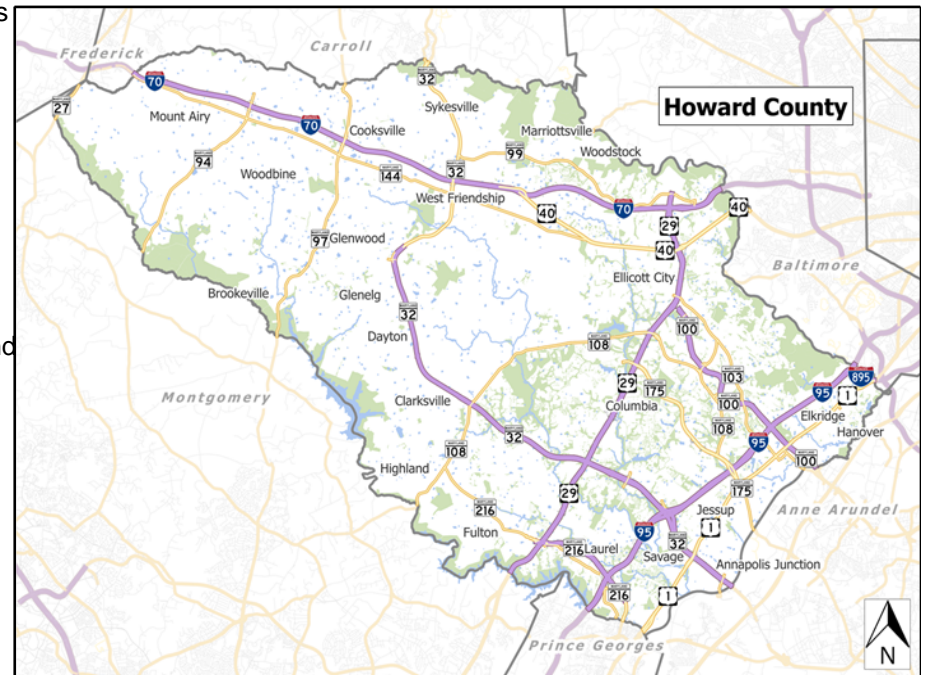 s
nd
Howard County
Frederick
Carroll
Baltimore
Montgomery
Anne Arundel
Prince Georges
Mount Airy
Sykesville
Cooksville
Marriottsville
Woodstock
Woodbine
West Friendship
Glenwood
Ellicott City
Brookeville
Glenelg
Dayton
Clarksville
Columbia
Elkridge
Hanover
Highland
Fulton
Laurel
Jessup
Savage
Annapolis Junction
27
70
70
32
94
144
32
99
97
40
70
29
40
40
32
108
100
29
175
103
100
108
95
895
1
95
100
175
32
108
216
29
95
1
32
216
216
1
N